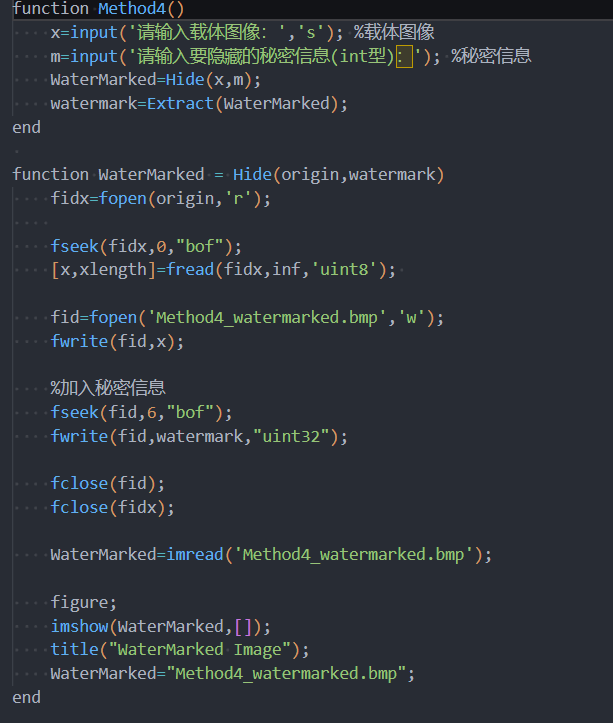 function Method4()
    x=input('请输入载体图像：','s'); %载体图像
    m=input('请输入要隐藏的秘密信息(int型)：'); %秘密信息
    WaterMarked=Hide(x,m);
    watermark=Extract(WaterMarked);
end

function WaterMarked = Hide(origin,watermark)
    fidx=fopen(origin,'r');

    fseek(fidx,0,"bof");
    [x,xlength]=fread(fidx,inf,'uint8');

    fid=fopen('Method4_watermarked.bmp','w');
    fwrite(fid,x);

    %加入秘密信息
    fseek(fid,6,"bof");
    fwrite(fid,watermark,"uint32");

    fclose(fid);
    fclose(fidx);

    WaterMarked=imread('Method4_watermarked.bmp');

    figure;
    imshow(WaterMarked,[]);
    title("WaterMarked Image");
    WaterMarked="Method4_watermarked.bmp";
end